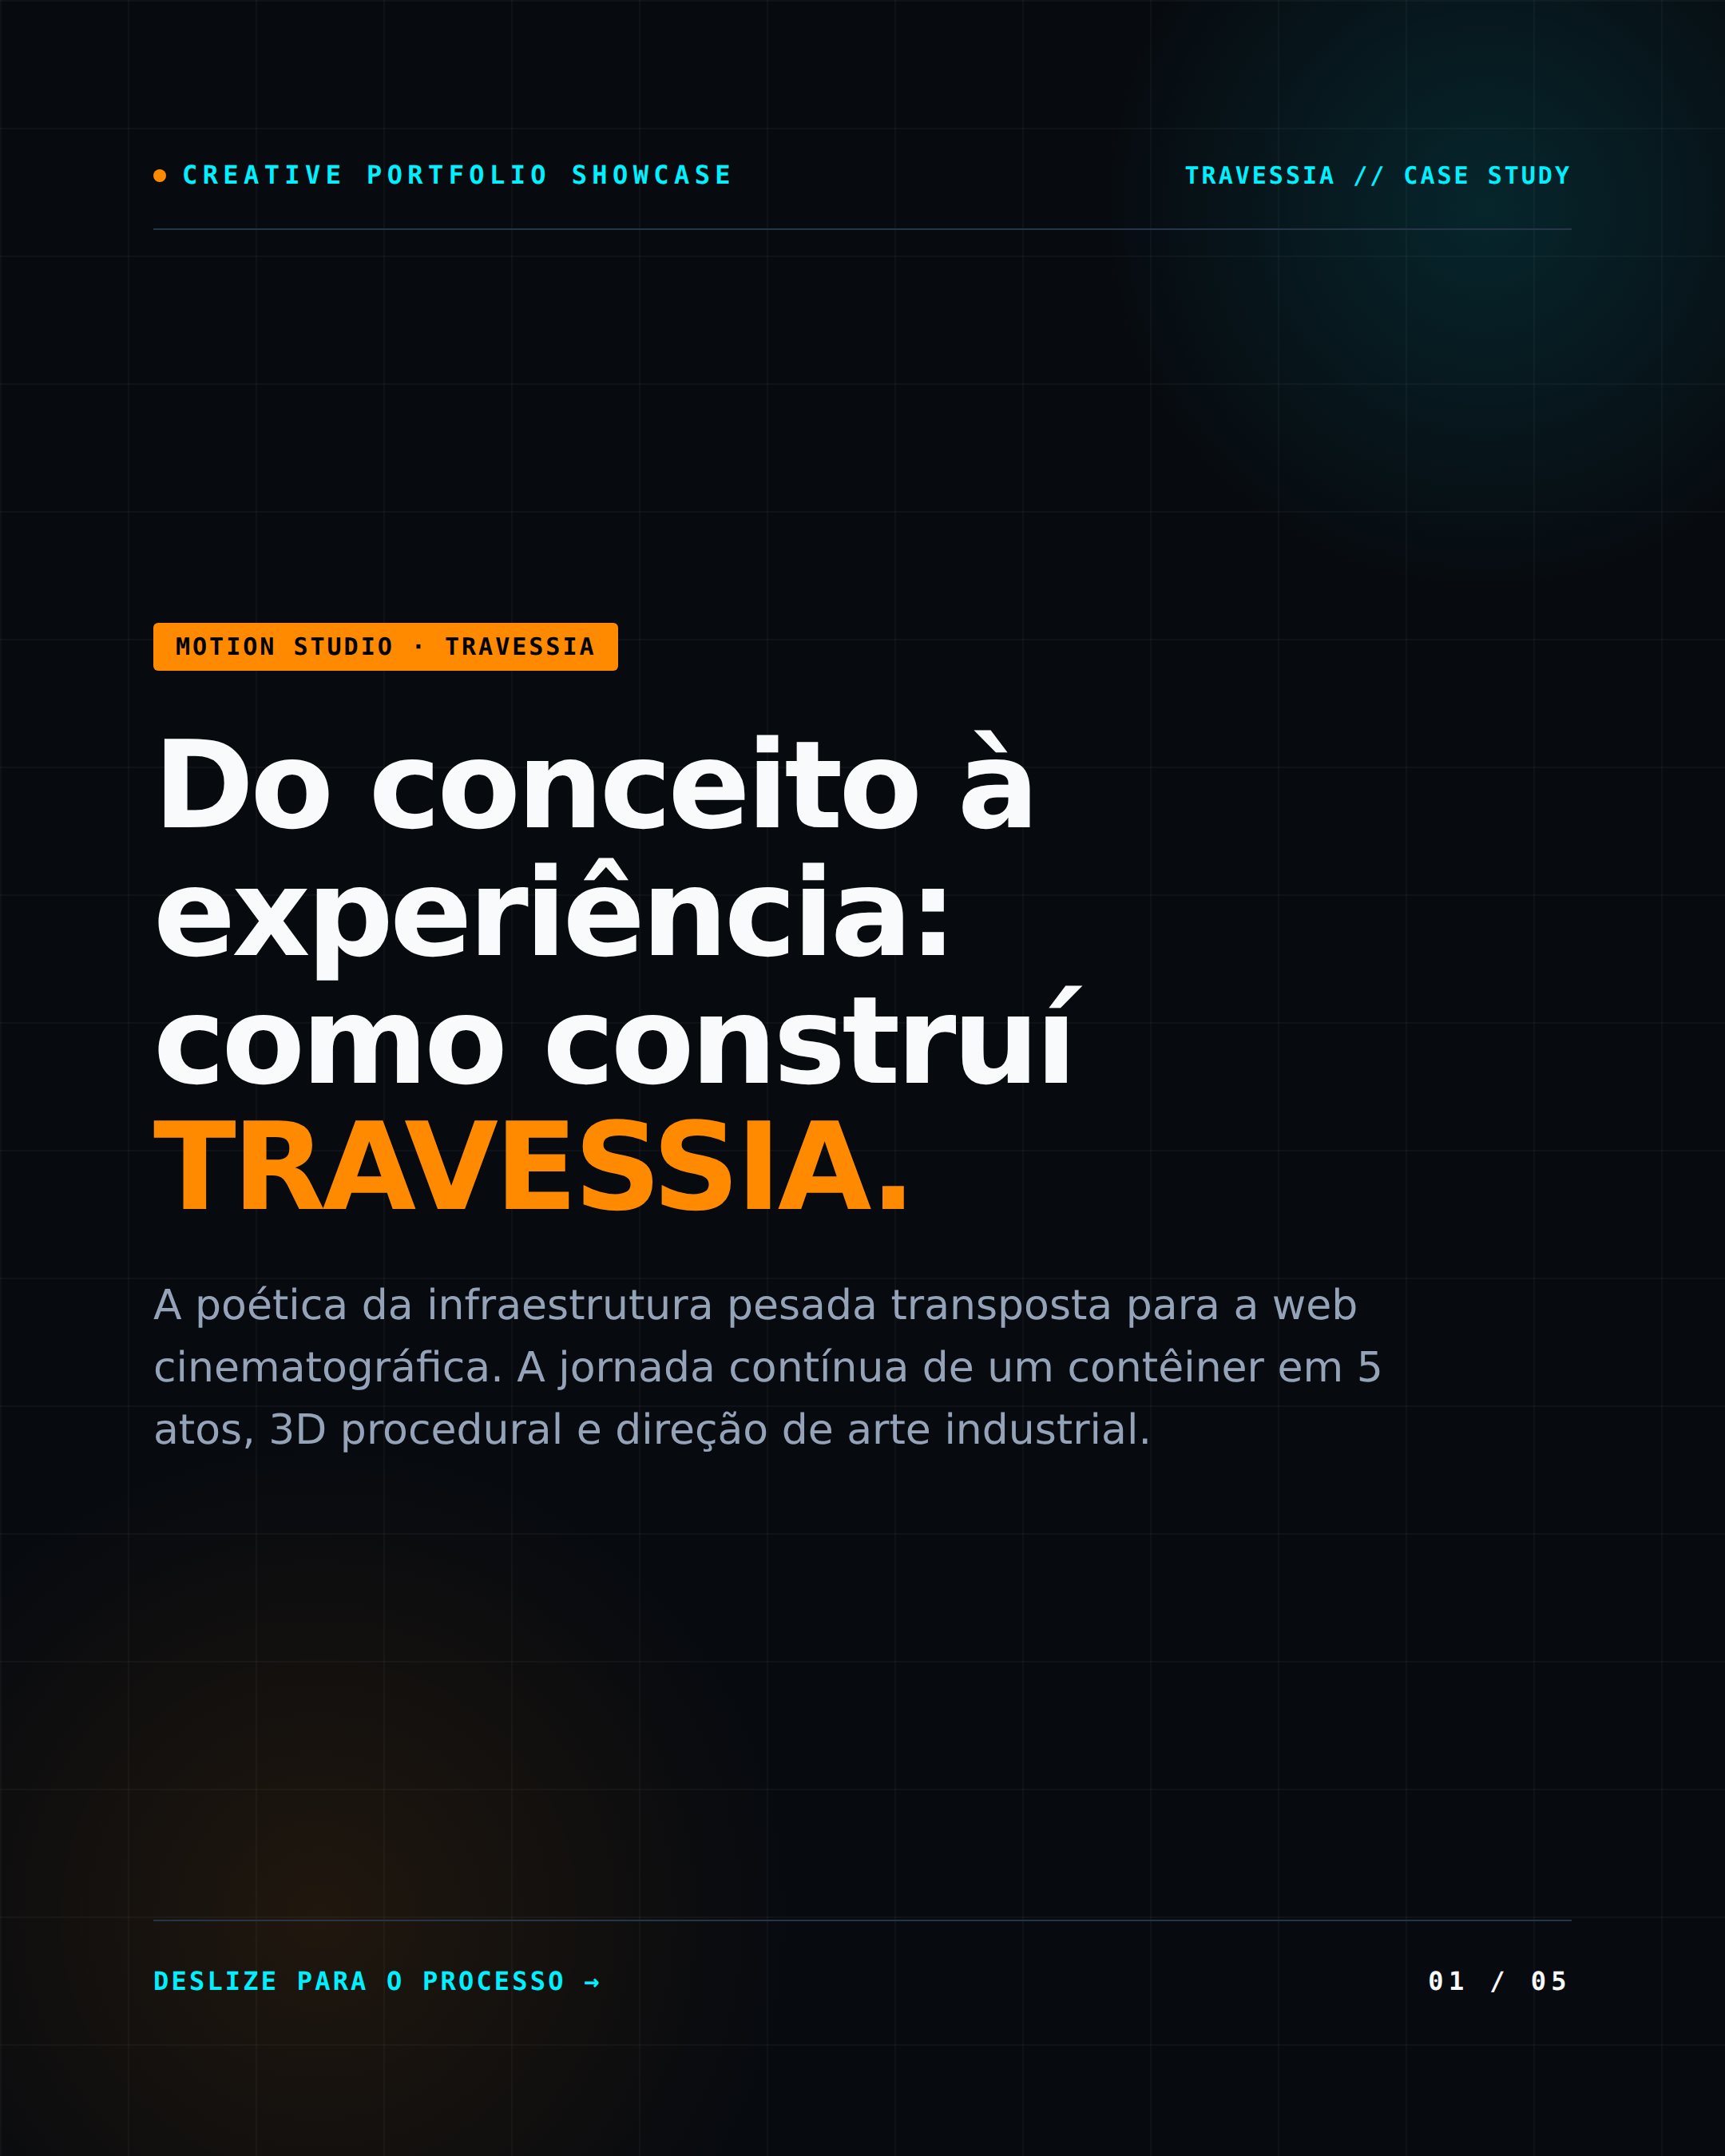 CREATIVE PORTFOLIO SHOWCASE
TRAVESSIA // CASE STUDY
MOTION STUDIO · TRAVESSIA
Do conceito à
experiência:
como construí
TRAVESSIA.
A poética da infraestrutura pesada transposta para a web
cinematográfica. A jornada contínua de um contêiner em 5
atos, 3D procedural e direção de arte industrial.
DESLIZE PARA O PROCESSO →
01 / 05